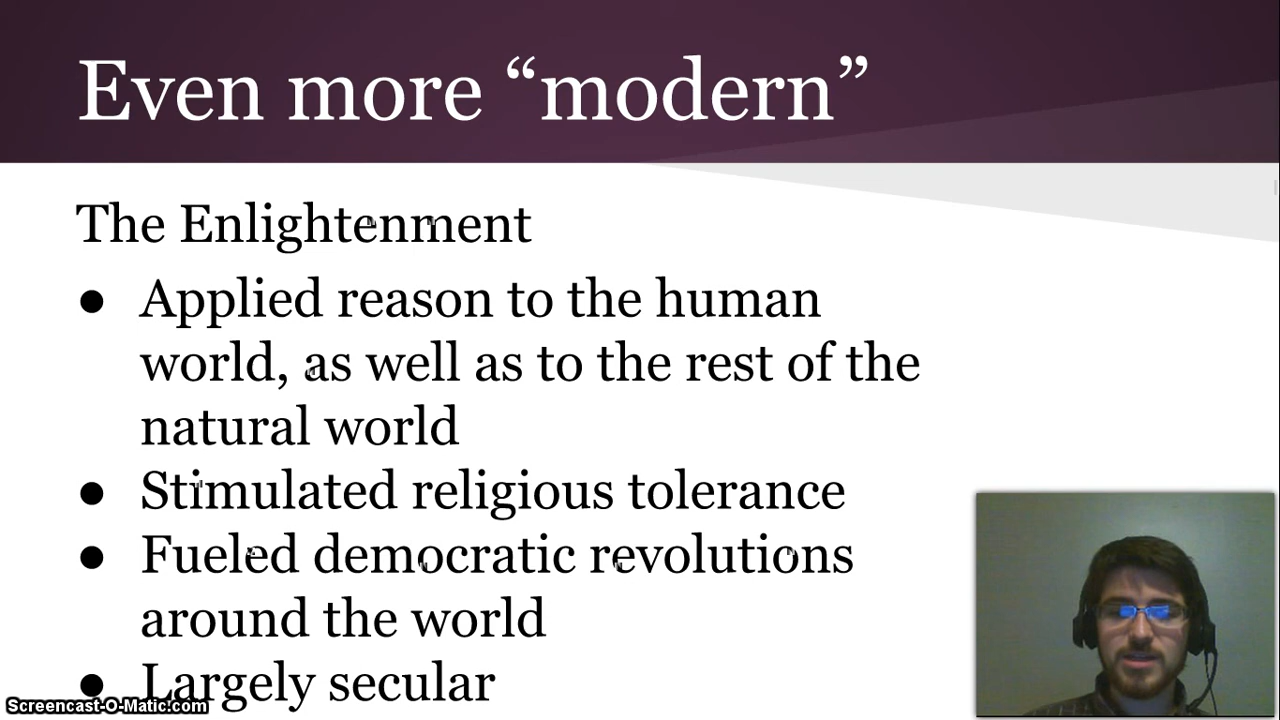 Even more “modern”
The Enlightenment
● Applied reason to the human
world, as well as to the rest of the
natural world
● Stimulated religious tolerance
● Fueled democratic revolutions
around the world
● Largely secular
Screencast-O-Matic.com